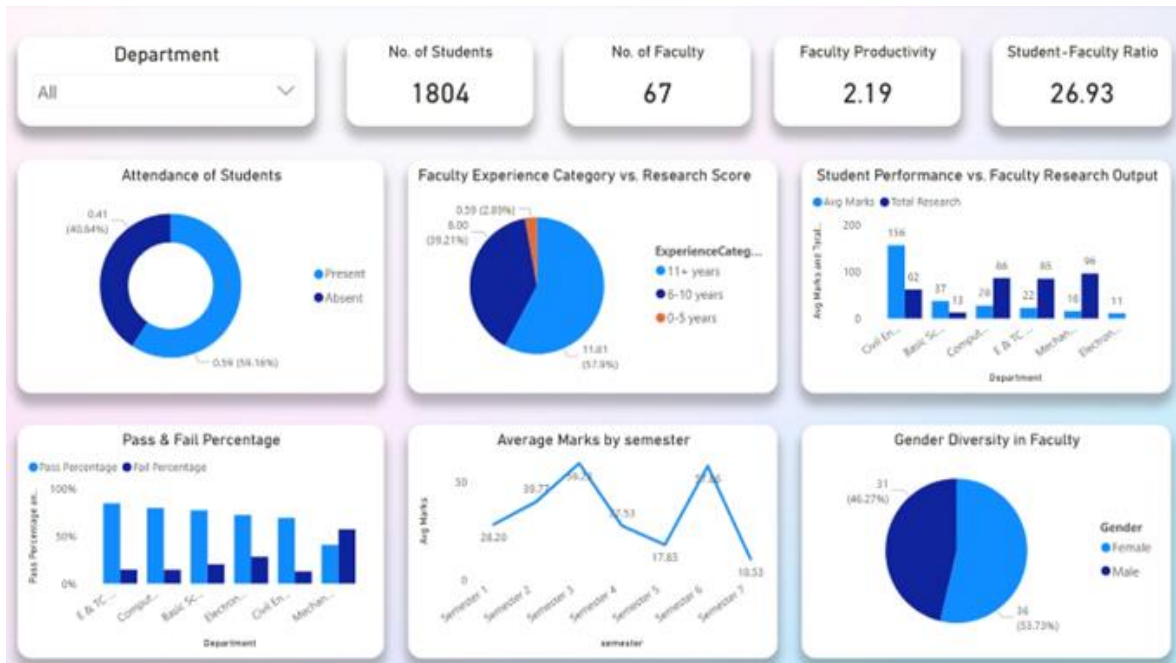 Department
All
No. of Students
1804
No. of Faculty
67
Faculty Productivity
2.19
Student-Faculty Ratio
26.93
Attendance of Students
0.41
(40.84%)
Present
Absent
0.59 (59.16%)
Faculty Experience Category vs. Research Score
0.59 (2.89%)
8.00
(39.21%)
ExperienceCateg...
11+ years
6-10 years
0-5 years
11.81
(57.9%)
Student Performance vs. Faculty Research Output
Avg Marks Total Research
Avg Marks and Total...
200
100
0
156
62
37
13
28
86
22
85
16
96
11
Civil En...
Basic Sc...
Comput...
E & TC ...
Mechan...
Electron...
Department
Pass & Fail Percentage
Pass Percentage Fail Percentage
Pass Percentage an...
100%
50%
0%
E & TC ...
Comput...
Basic Sc...
Electron...
Civil En...
Mechan...
Department
Average Marks by semester
Avg Marks
50
0
28.20
39.77
17.83
10.53
Semester 1
Semester 2
Semester 3
Semester 4
Semester 5
Semester 6
Semester 7
semester
Gender Diversity in Faculty
31
(46.27%)
Gender
Female
Male
36
(53.73%)